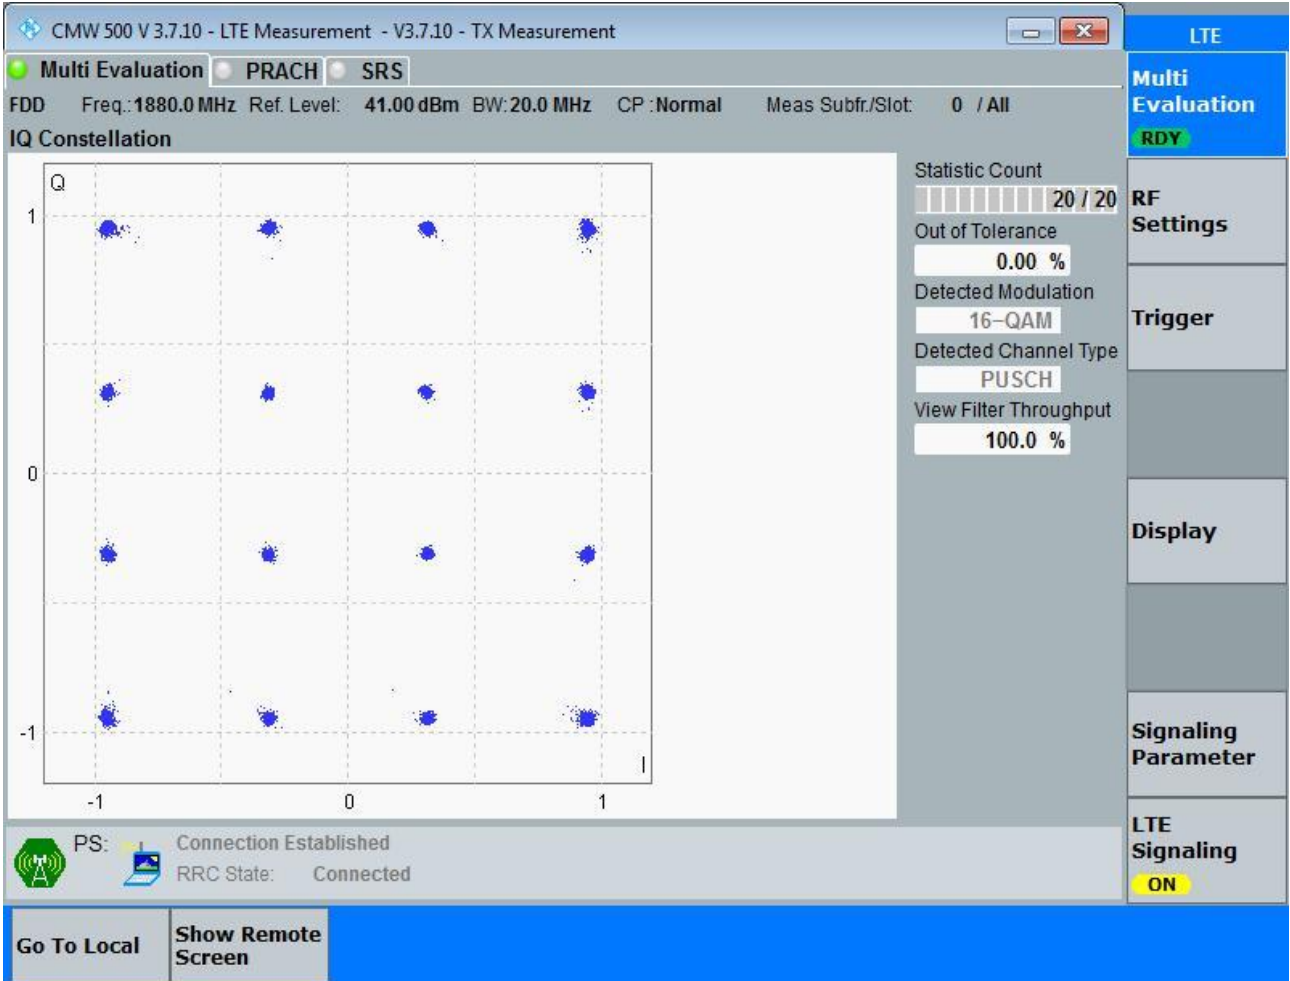 CMW 500 V 3.7.10 - LTE Measurement - V3.7.10 - TX Measurement
LTE
Multi Evaluation PRACH SRS
FDD Freq.:1880.0 MHz Ref. Level: 41.00 dBm BW:20.0 MHz CP :Normal Meas Subfr./Slot: 0 / All
IQ Constellation
Q
1
0
-1
I
-1 0 1
Statistic Count
20 / 20
Out of Tolerance
0.00 %
Detected Modulation
16-QAM
Detected Channel Type
PUSCH
View Filter Throughput
100.0 %
Multi
Evaluation
RDY
RF
Settings
Trigger
Display
Signaling
Parameter
LTE
Signaling
ON
PS: Connection Established
RRC State: Connected
Go To Local
Show Remote
Screen